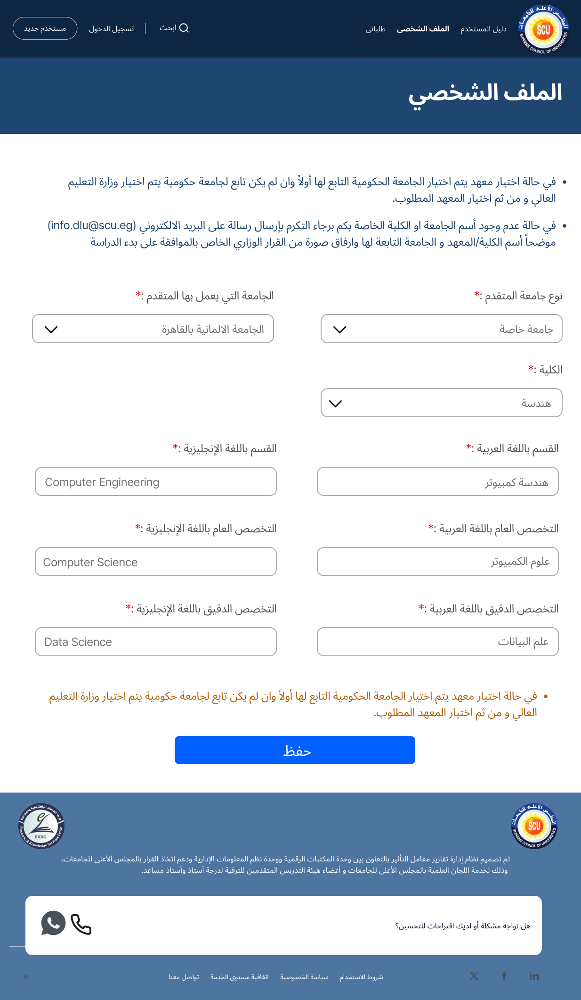 المجلس الأعلى للجامعات
SCU
SUPREME COUNCIL OF UNIVERSITIES
دليل المستخدم
الملف الشخصى
طلباتى
ابحث
تسجيل الدخول
مستخدم جديد
الملف الشخصي
• في حالة اختيار معهد يتم اختيار الجامعة الحكومية التابع لها أولاً وان لم يكن تابع لجامعة حكومية يتم اختيار وزارة التعليم
العالي و من ثم اختيار المعهد المطلوب.
• في حالة عدم وجود أسم الجامعة او الكلية الخاصة بكم برجاء التكرم بإرسال رسالة على البريد الالكتروني (info.dlu@scu.eg)
موضحاً أسم الكلية/المعهد و الجامعة التابعة لها وارفاق صورة من القرار الوزاري الخاص بالموافقة على بدء الدراسة
نوع جامعة المتقدم :*
الجامعة التي يعمل بها المتقدم :*
جامعة خاصة
الجامعة الالمانية بالقاهرة
الكلية :*
هندسة
القسم باللغة العربية :*
القسم باللغة الإنجليزية :*
هندسة كمبيوتر
Computer Engineering
التخصص العام باللغة العربية :*
التخصص العام باللغة الإنجليزية :*
علوم الكمبيوتر
Computer Science
التخصص الدقيق باللغة العربية :*
التخصص الدقيق باللغة الإنجليزية :*
علم البيانات
Data Science
• في حالة اختيار معهد يتم اختيار الجامعة الحكومية التابع لها أولاً وان لم يكن تابع لجامعة حكومية يتم اختيار وزارة التعليم
العالي و من ثم اختيار المعهد المطلوب.
حفظ
المجلس الأعلى للجامعات
SCU
SUPREME COUNCIL OF UNIVERSITIES
مركز الخدمات الإلكترونية والمعرفية
EKSC
Electronic & Knowledge Services Center
تم تصميم نظام إدارة تقارير معامل التأثير بالتعاون بين وحدة المكتبات الرقمية ووحدة نظم المعلومات الإدارية ودعم اتخاذ القرار بالمجلس الأعلى للجامعات،
وذلك لخدمة اللجان العلمية بالمجلس الأعلى للجامعات و أعضاء هيئة التدريس المتقدمين للترقية لدرجة أستاذ وأستاذ مساعد.
هل تواجه مشكلة أو لديك اقتراحات للتحسين؟
شروط الاستخدام
سياسة الخصوصية
اتفاقية مستوى الخدمة
تواصل معنا
©